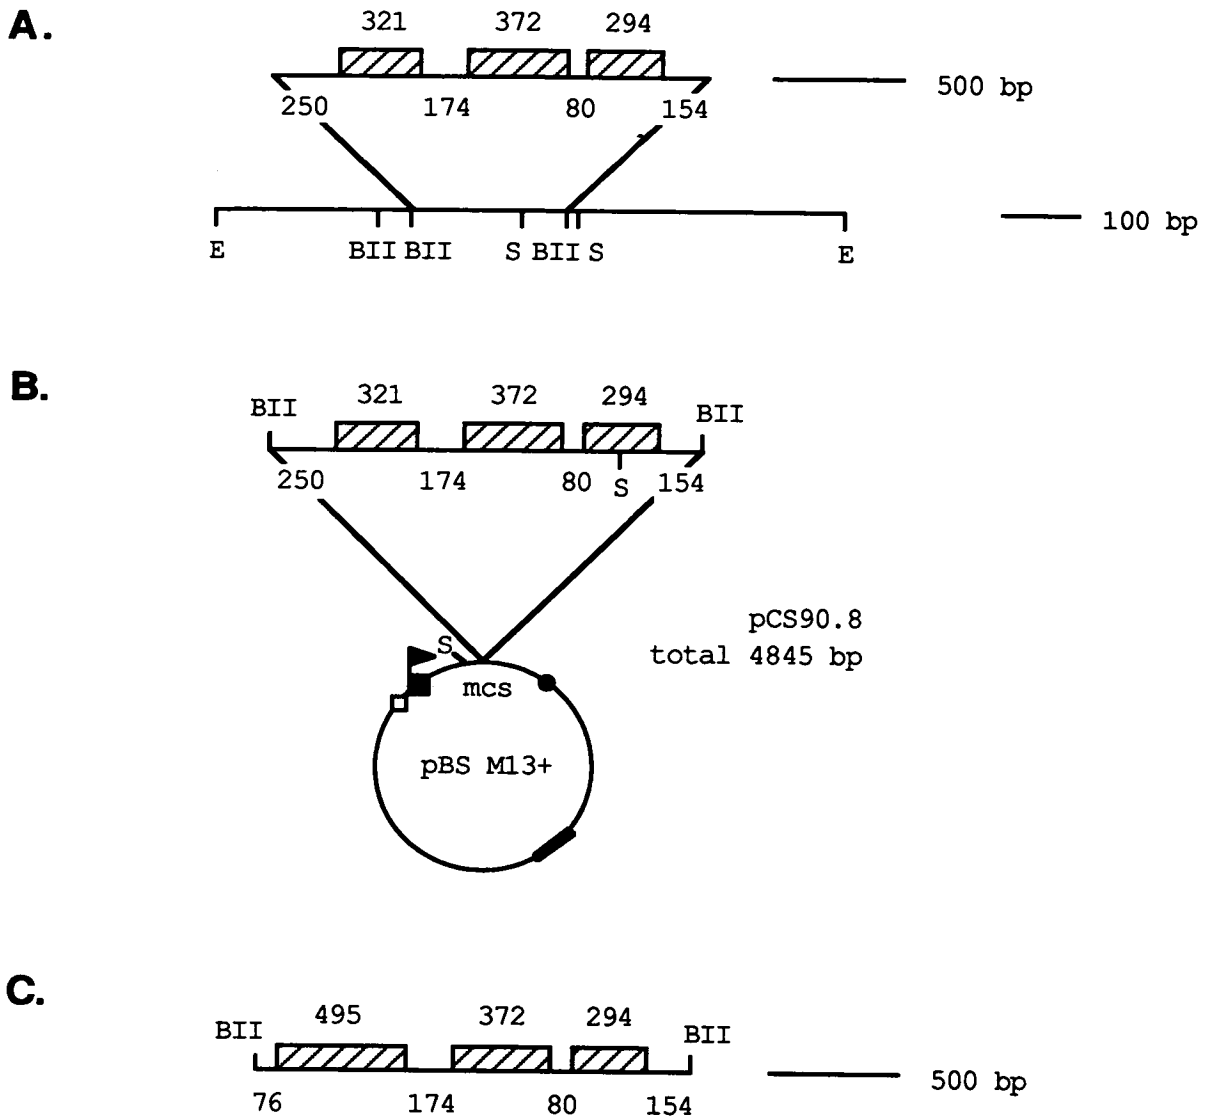 A.
321 372 294
250 174 80 154
500 bp
E BII BII S BII S E
100 bp
B.
BII 321 372 294 BII
250 174 80 S 154
pCS90.8
total 4845 bp
S
mcs
pBS M13+
C.
BII 495 372 294 BII
76 174 80 154
500 bp